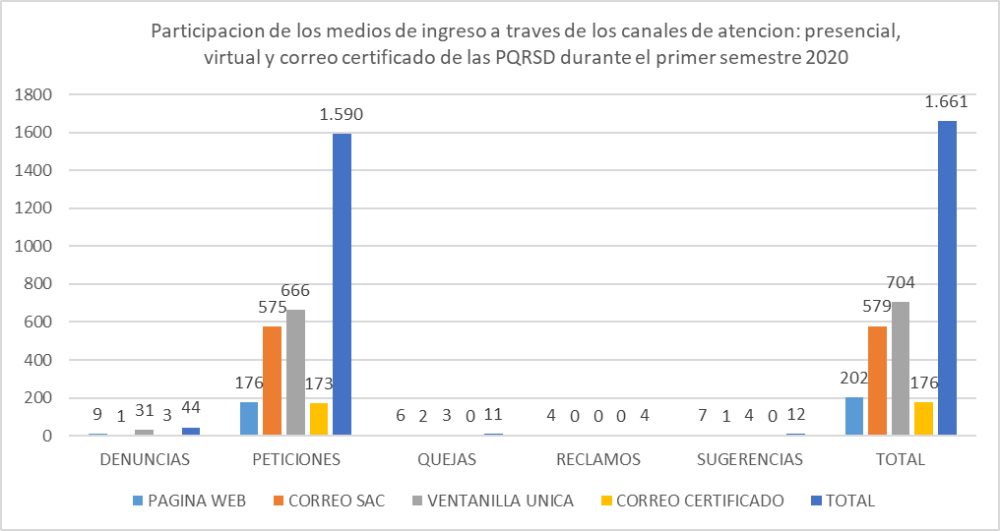 Participacion de los medios de ingreso a traves de los canales de atencion: presencial,
virtual y correo certificado de las PQRSD durante el primer semestre 2020
1800
1600
1400
1200
1000
800
600
400
200
0
9 1 31 3 44
176 575 666 173 1.590
6 2 3 0 11
4 0 0 0 4
7 1 4 0 12
202 579 704 176 1.661
DENUNCIAS PETICIONES QUEJAS RECLAMOS SUGERENCIAS TOTAL
PAGINA WEB CORREO SAC VENTANILLA UNICA CORREO CERTIFICADO TOTAL